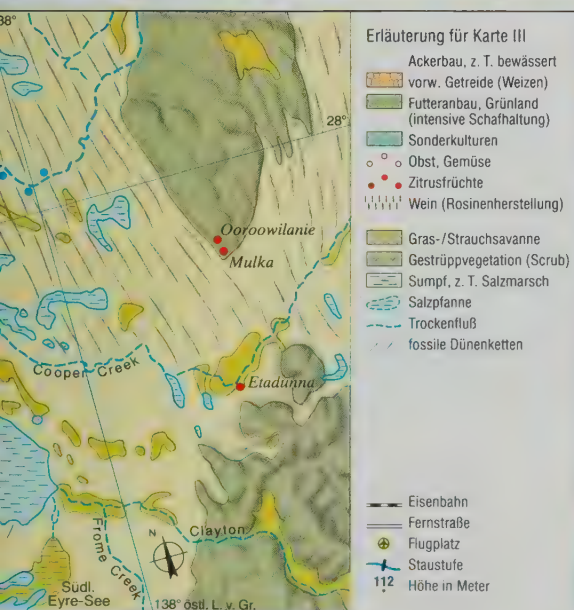 38°
28°
Ooroowilanie
Mulka
Cooper Creek
Etadunna
Clayton
Frome Creek
N
Südl.
Eyre-See
138° östl. L. v. Gr.
Erläuterung für Karte III
Ackerbau, z. T. bewässert
vorw. Getreide (Weizen)
Futteranbau, Grünland
(intensive Schafhaltung)
Sonderkulturen
Obst, Gemüse
Zitrusfrüchte
Wein (Rosinenherstellung)
Gras-/Strauchsavanne
Gestrüppvegetation (Scrub)
Sumpf, z. T. Salzmarsch
Salzpfanne
Trockenfluß
fossile Dünenketten
Eisenbahn
Fernstraße
Flugplatz
Staustufe
112 Höhe in Meter